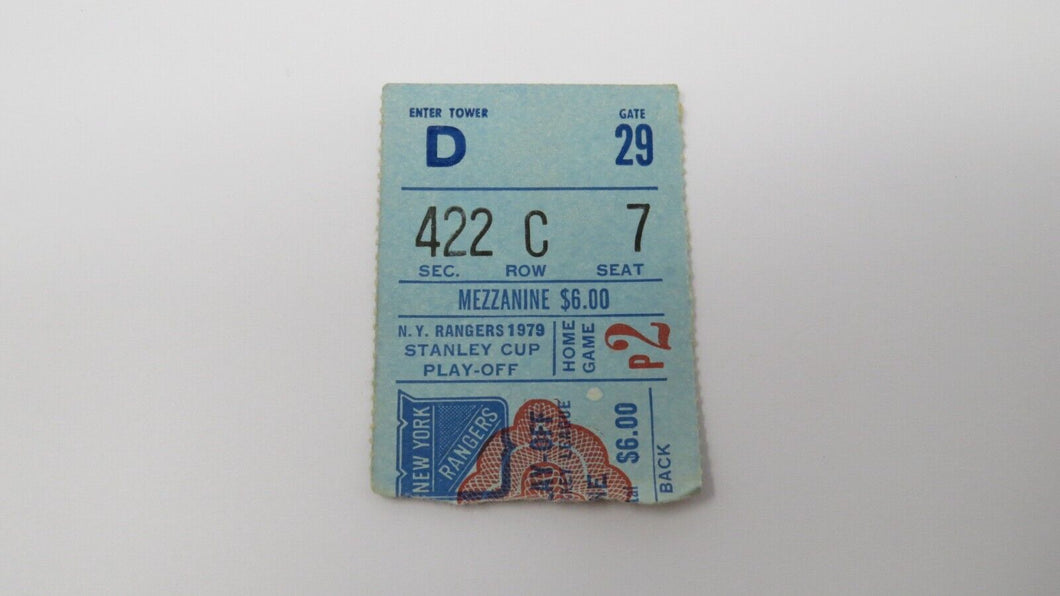 ENTER TOWER GATE
D 29
422 C 7
SEC. ROW SEAT
MEZZANINE $6.00
N.Y. RANGERS 1979
STANLEY CUP
PLAY-OFF
HOME
GAME
P2
NEW YORK
RANGERS
$6.00
BACK